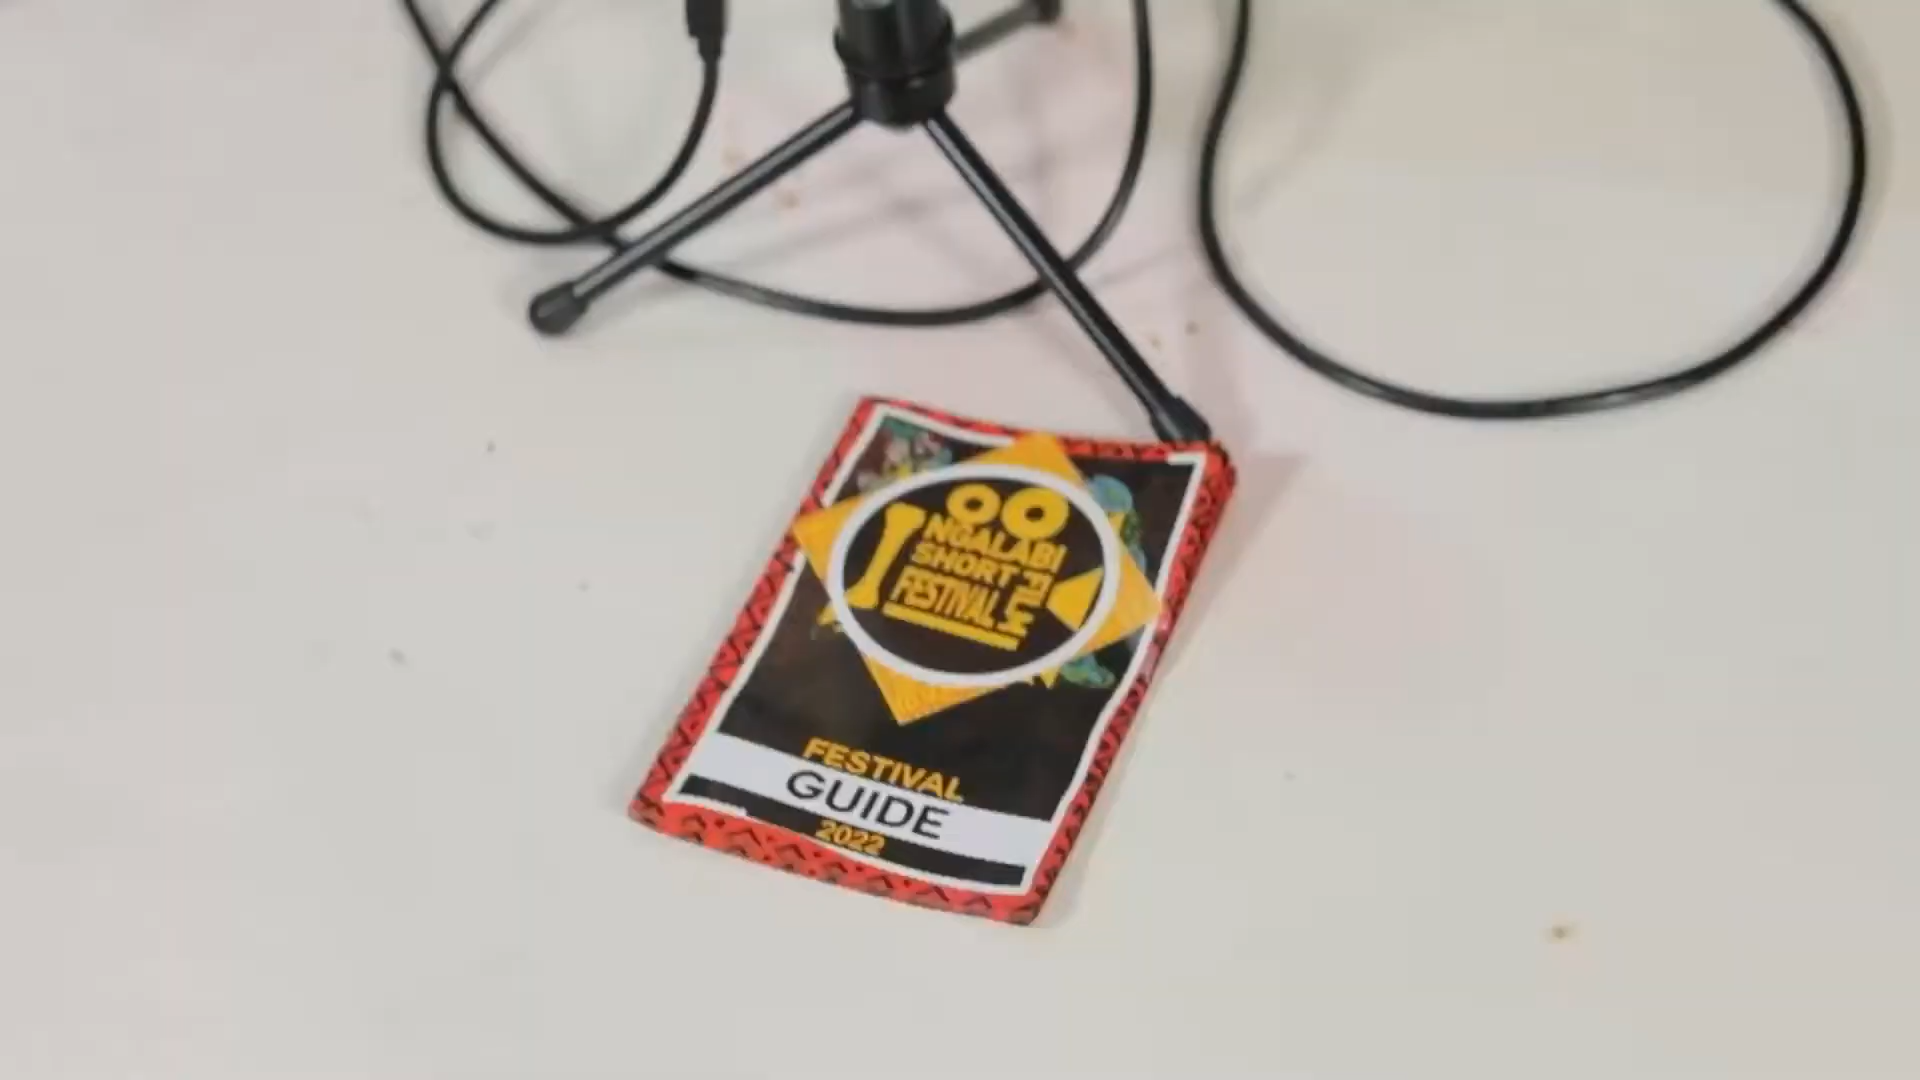 NGALABI
SHORT FILM
FESTIVAL
FESTIVAL
GUIDE
2022